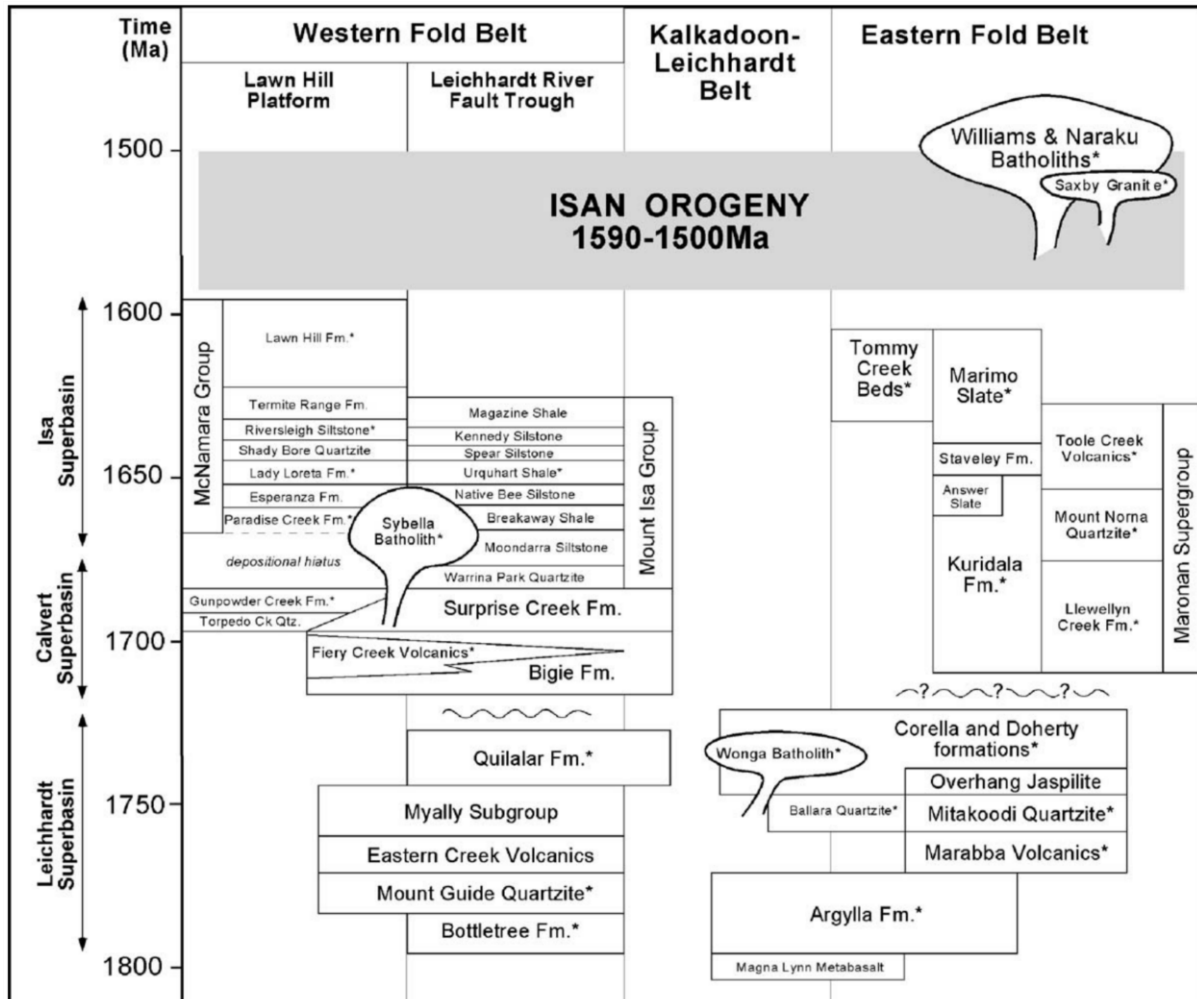 Time
(Ma)
Western Fold Belt
Kalkadoon-
Leichhardt
Belt
Eastern Fold Belt
Lawn Hill
Platform
Leichhardt River
Fault Trough
1500
1600
1650
1700
1750
1800
Isa
Superbasin
Calvert
Superbasin
Leichhardt
Superbasin
Williams & Naraku
Batholiths*
Saxby Granite*
ISAN OROGENY
1590-1500Ma
McNamara Group
Lawn Hill Fm.*
Termite Range Fm.
Riversleigh Siltstone*
Shady Bore Quartzite
Lady Loreta Fm.*
Esperanza Fm.
Paradise Creek Fm.*
depositional hiatus
Gunpowder Creek Fm.*
Torpedo Ck Qtz.
Sybella
Batholith*
Magazine Shale
Kennedy Silstone
Spear Silstone
Urquhart Shale*
Native Bee Silstone
Breakaway Shale
Moondarra Siltstone
Warrina Park Quartzite
Mount Isa Group
Surprise Creek Fm.
Fiery Creek Volcanics*
Bigie Fm.
Quilalar Fm.*
Myally Subgroup
Eastern Creek Volcanics
Mount Guide Quartzite*
Bottletree Fm.*
Tommy
Creek
Beds*
Marimo
Slate*
Staveley Fm.
Answer
Slate
Kuridala
Fm.*
Toole Creek
Volcanics*
Mount Norna
Quartzite*
Llewellyn
Creek Fm.*
Maronan Supergroup
? ? ?
Corella and Doherty
formations*
Wonga Batholith*
Overhang Jaspilite
Ballara Quartzite*
Mitakoodi Quartzite*
Marabba Volcanics*
Argylla Fm.*
Magna Lynn Metabasalt